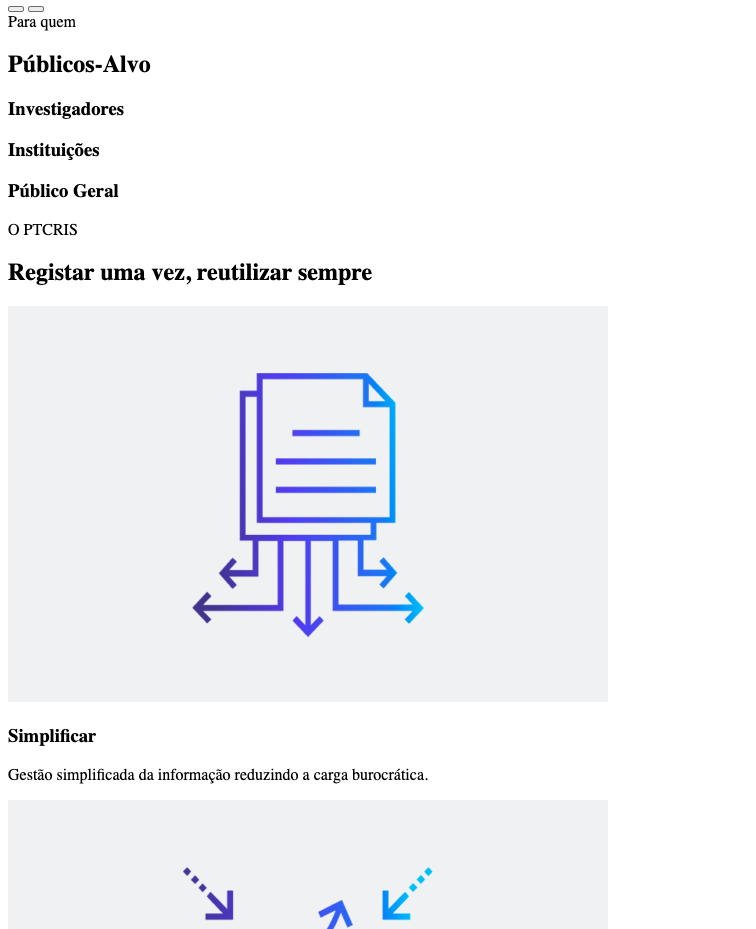 Para quem
Públicos-Alvo
Investigadores
Instituições
Público Geral
O PTCRIS
Registar uma vez, reutilizar sempre
Simplificar
Gestão simplificada da informação reduzindo a carga burocrática.